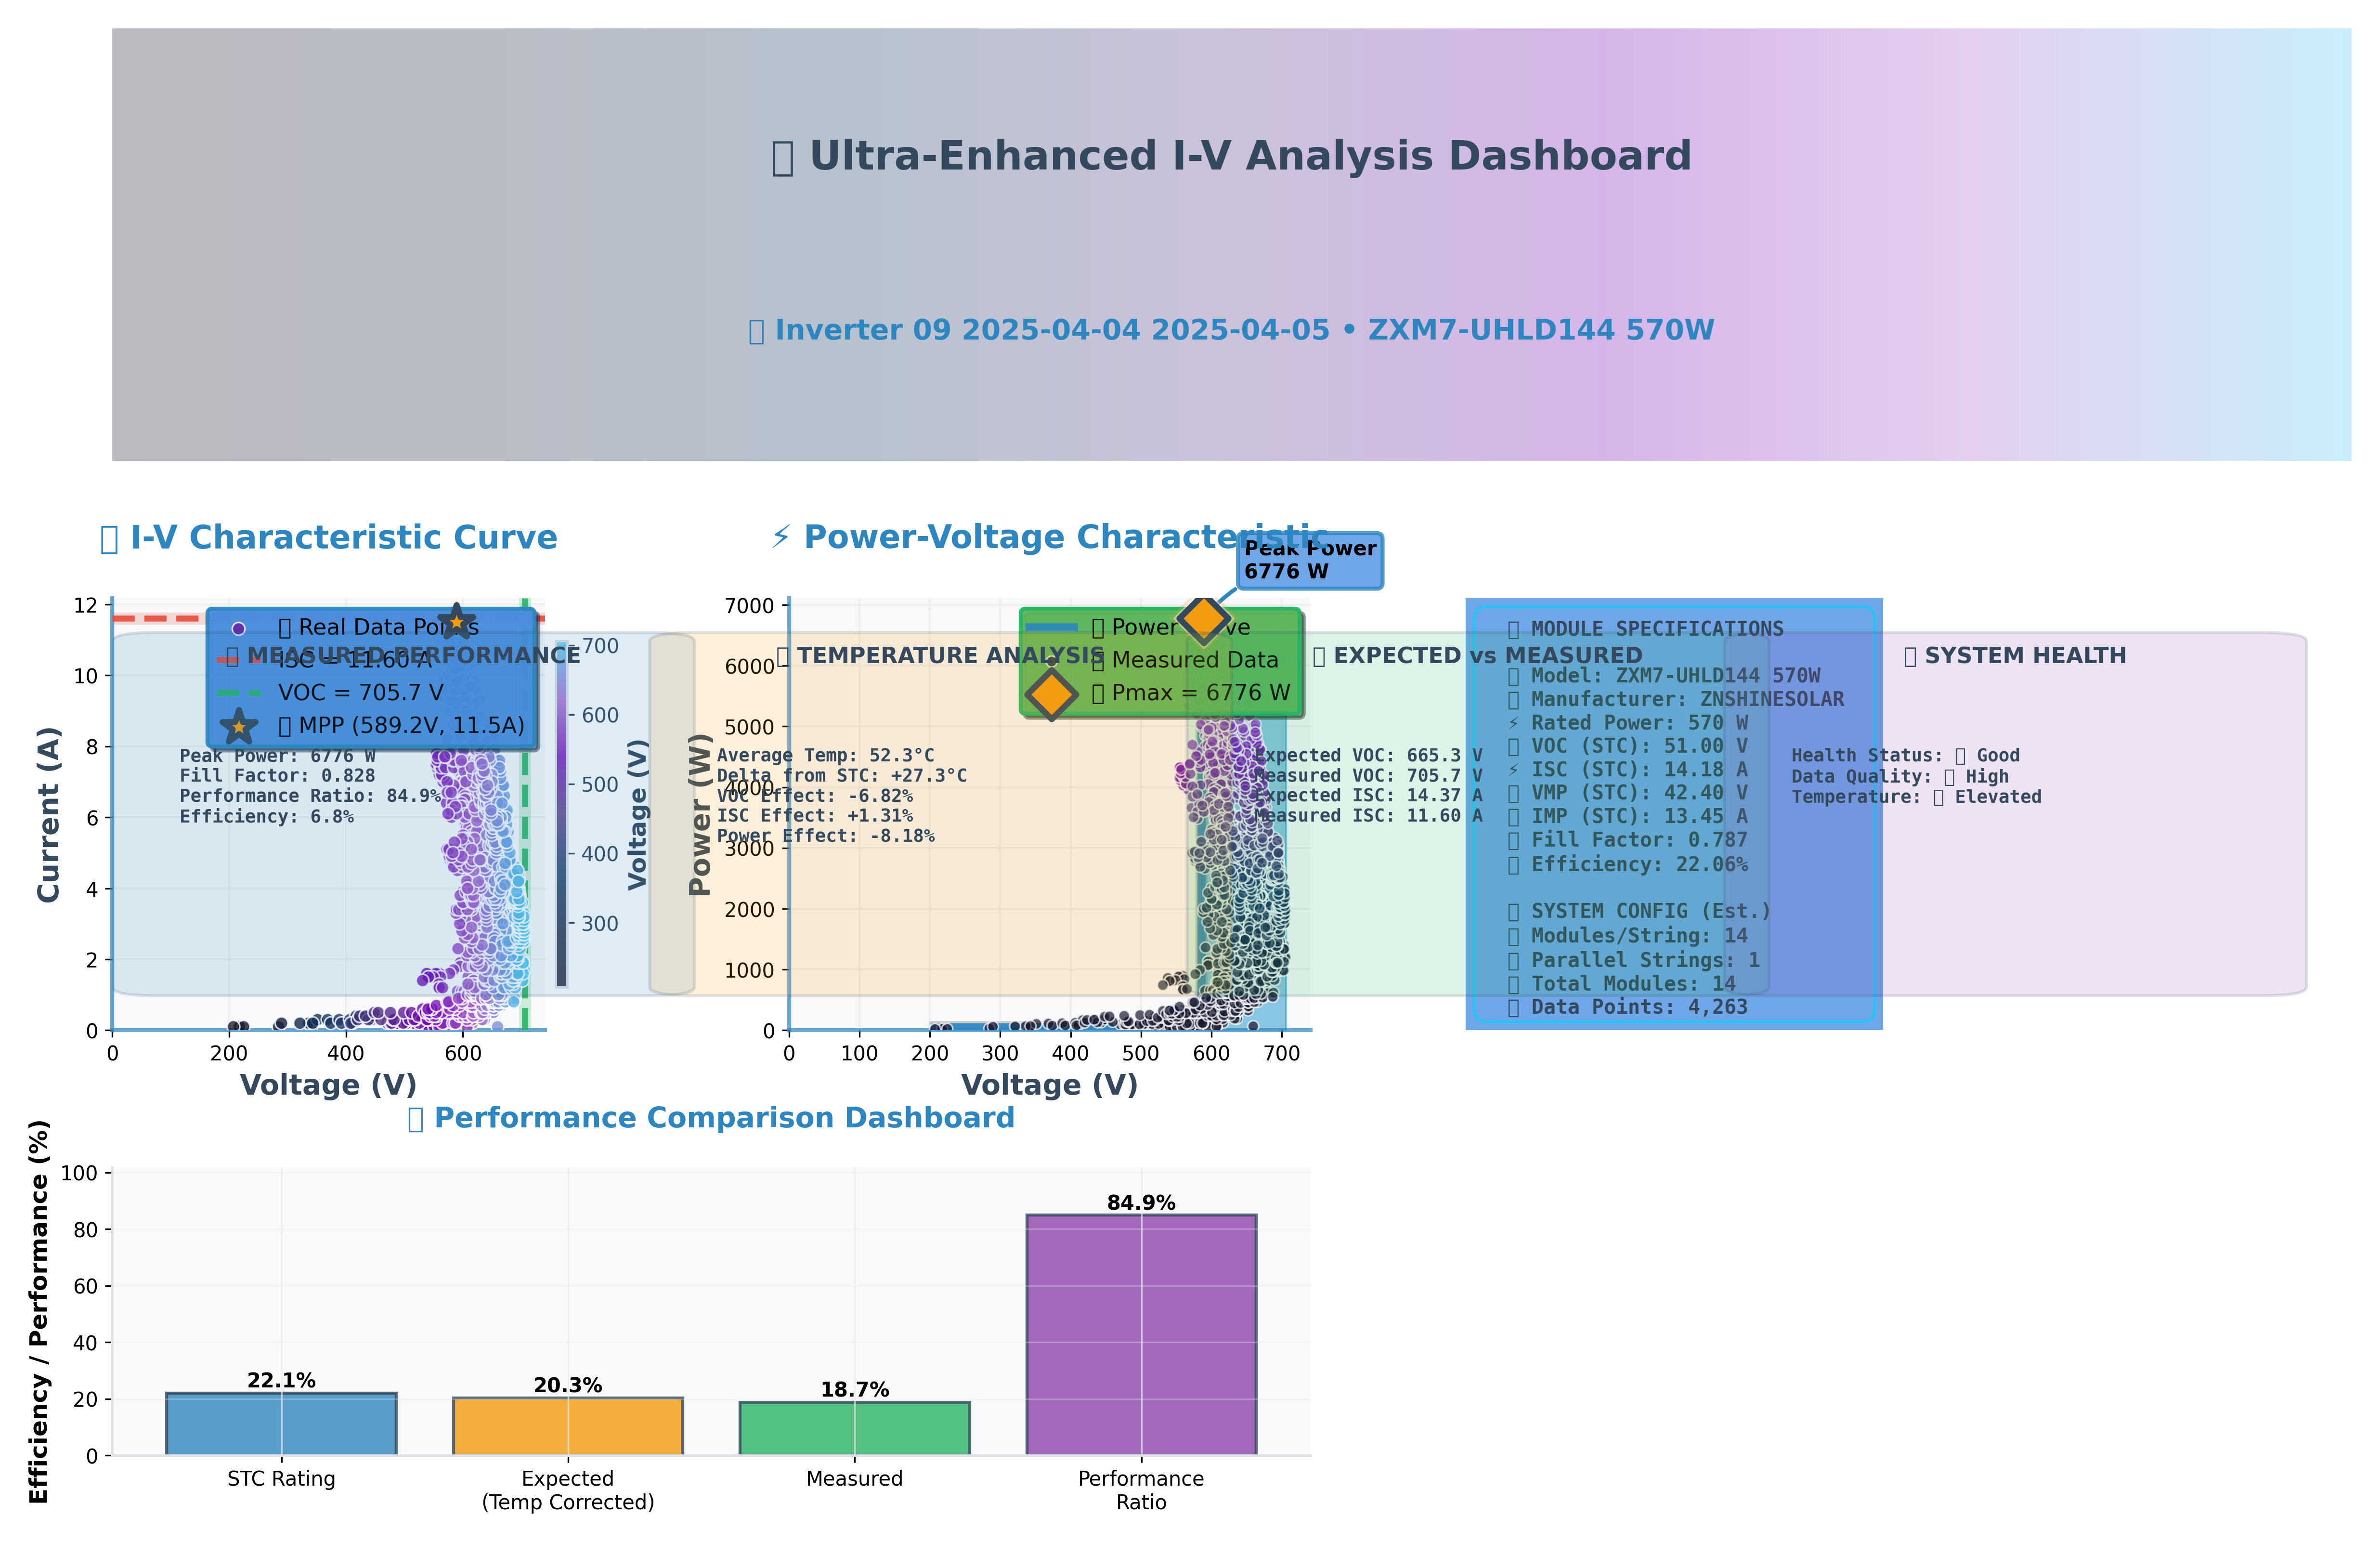 Ultra-Enhanced I-V Analysis Dashboard
Inverter 09 2025-04-04 2025-04-05 • ZXM7-UHLD144 570W
I-V Characteristic Curve
Current (A)
12
10
8
6
4
2
0
0
200
400
600
Voltage (V)
Real Data Points
ISC = 11.60 A
VOC = 705.7 V
MPP (589.2V, 11.5A)
700
600
500
400
300
Voltage (V)
⚡ Power-Voltage Characteristic
Peak Power
6776 W
Power (W)
7000
6000
5000
4000
3000
2000
1000
0
0
100
200
300
400
500
600
700
Voltage (V)
Power Curve
Measured Data
Pmax = 6776 W
MEASURED PERFORMANCE
Peak Power: 6776 W
Fill Factor: 0.828
Performance Ratio: 84.9%
Efficiency: 6.8%
TEMPERATURE ANALYSIS
Average Temp: 52.3°C
Delta from STC: +27.3°C
VOC Effect: -6.82%
ISC Effect: +1.31%
Power Effect: -8.18%
EXPECTED vs MEASURED
Expected VOC: 665.3 V
Measured VOC: 705.7 V
Expected ISC: 14.37 A
Measured ISC: 11.60 A
MODULE SPECIFICATIONS
Model: ZXM7-UHLD144 570W
Manufacturer: ZNSHINESOLAR
⚡ Rated Power: 570 W
VOC (STC): 51.00 V
⚡ ISC (STC): 14.18 A
VMP (STC): 42.40 V
IMP (STC): 13.45 A
Fill Factor: 0.787
Efficiency: 22.06%
SYSTEM CONFIG (Est.)
Modules/String: 14
Parallel Strings: 1
Total Modules: 14
Data Points: 4,263
SYSTEM HEALTH
Health Status: Good
Data Quality: High
Temperature: Elevated
Performance Comparison Dashboard
Efficiency / Performance (%)
100
80
60
40
20
0
22.1%
20.3%
18.7%
84.9%
STC Rating
Expected
(Temp Corrected)
Measured
Performance
Ratio